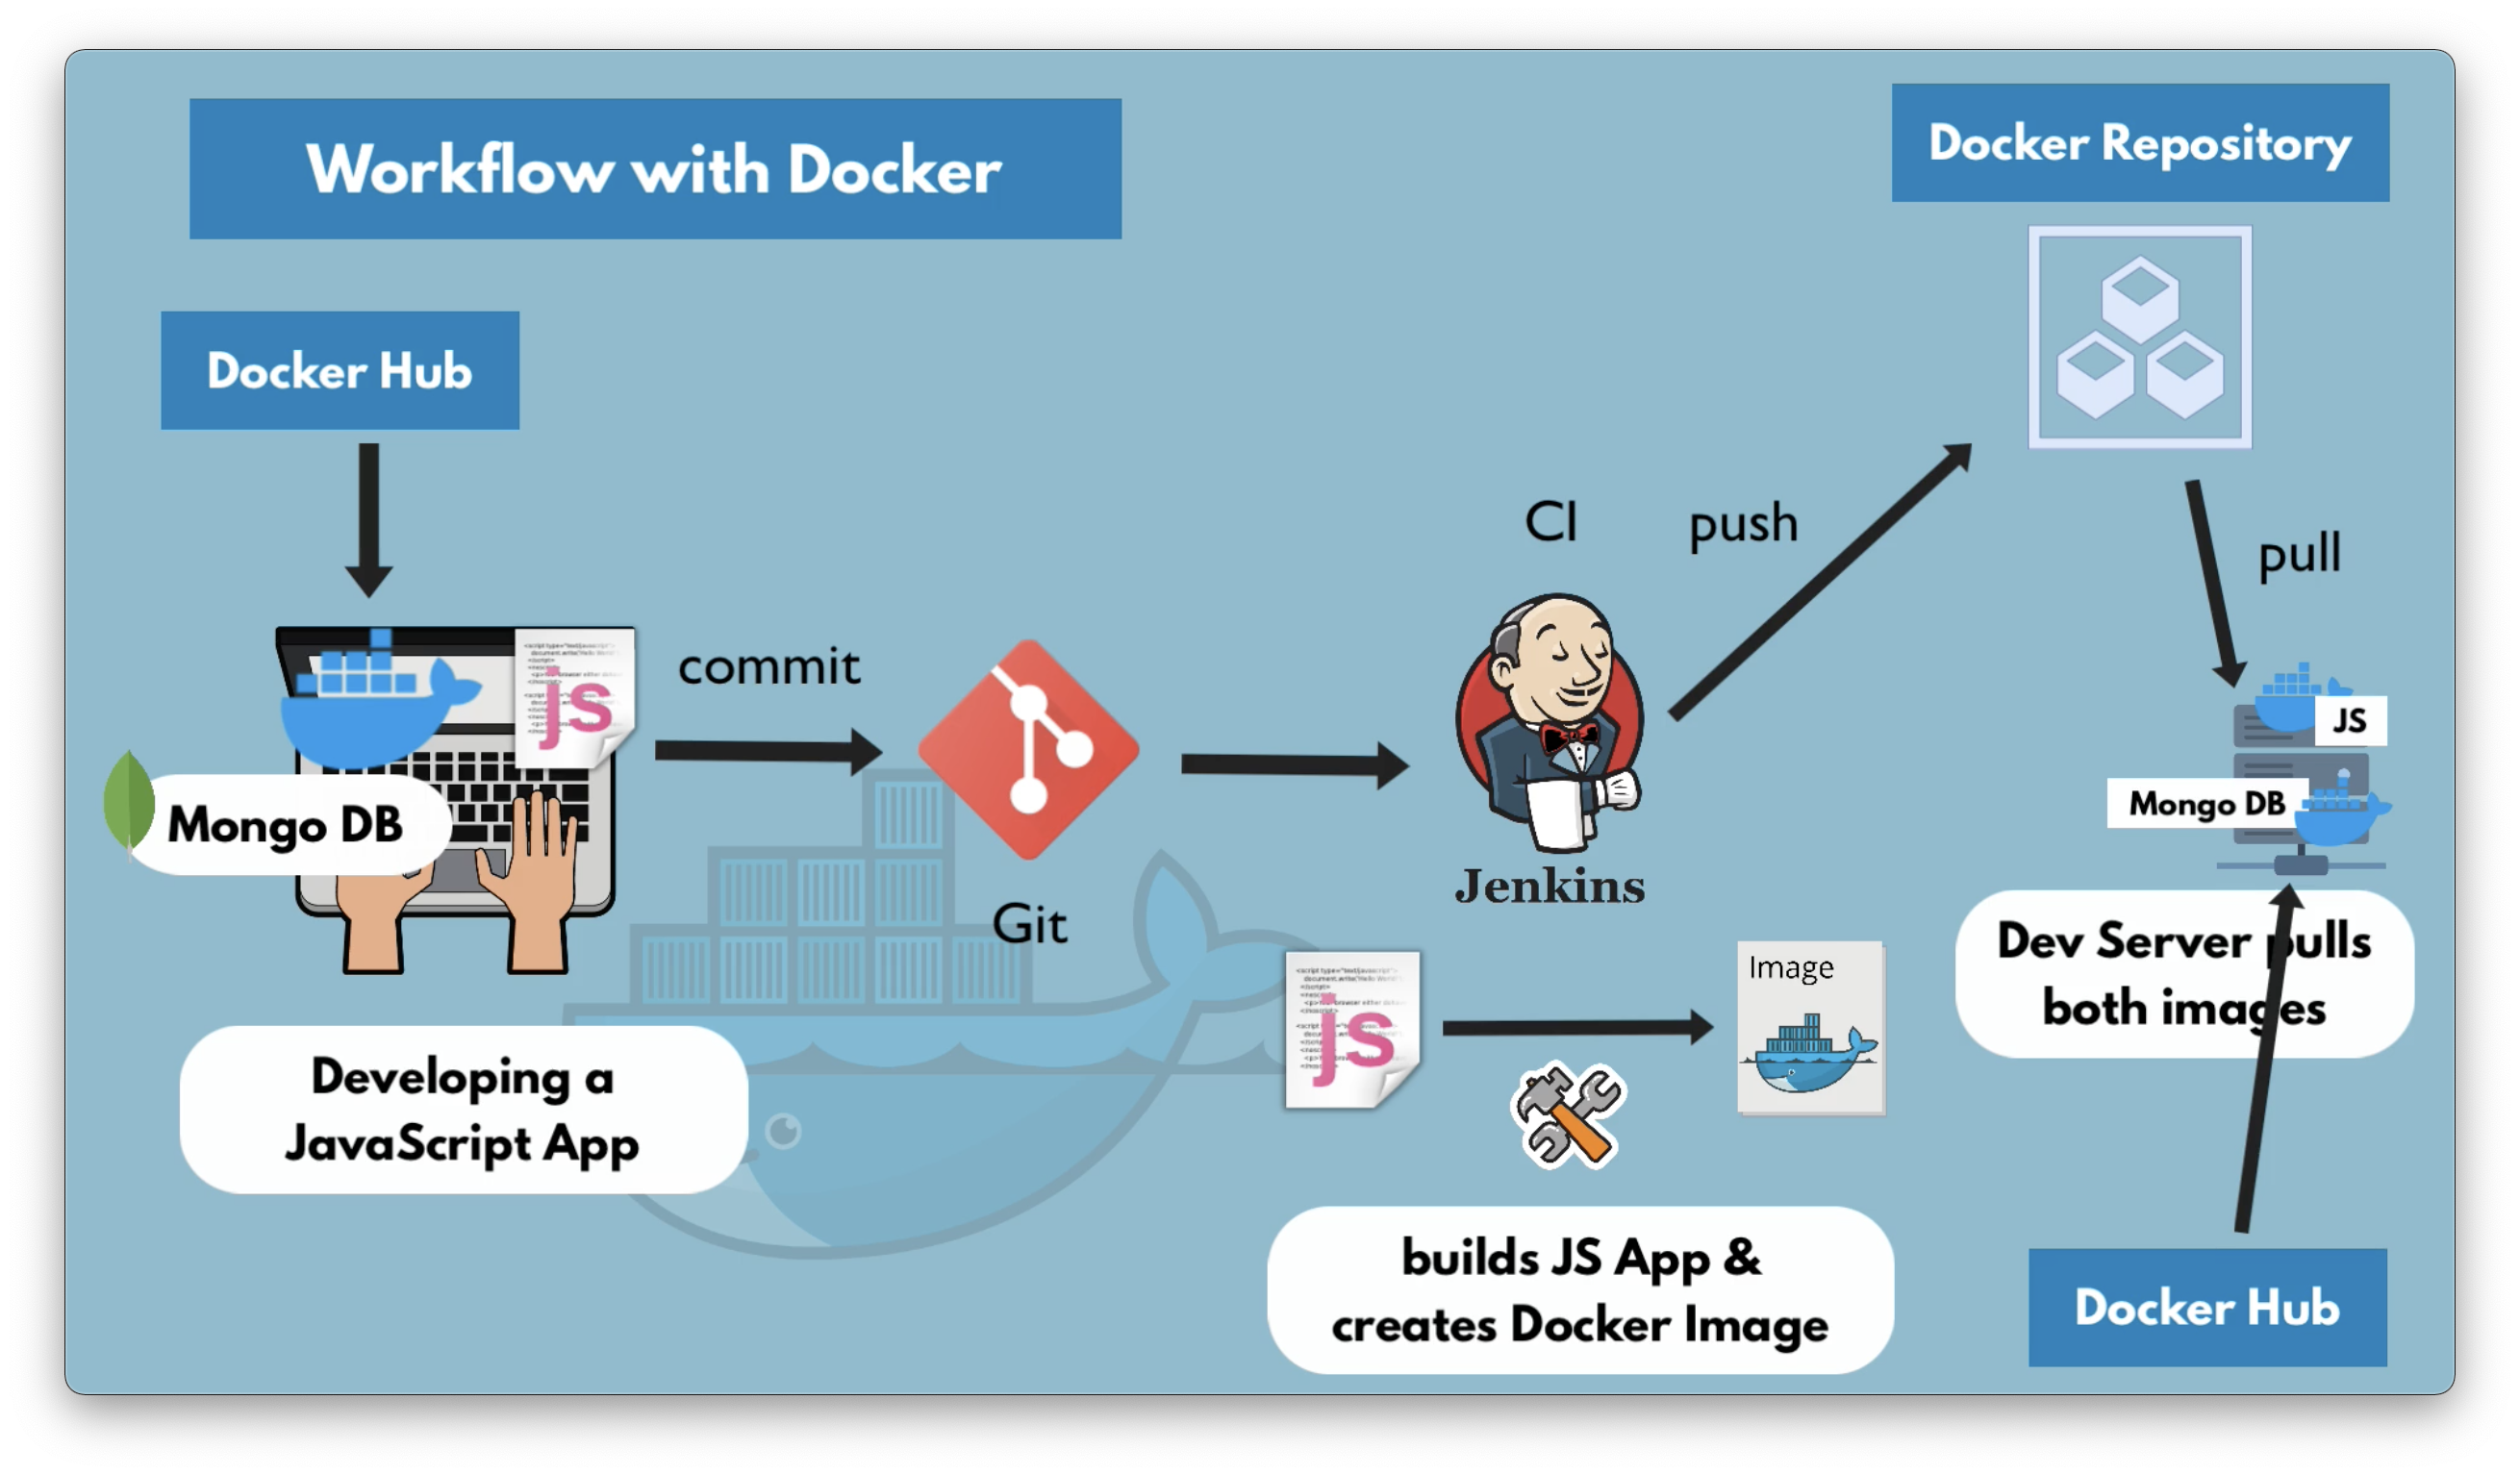 Workflow with Docker
Docker Repository
Docker Hub
CI
push
pull
commit
js
JS
Mongo DB
Mongo DB
Jenkins
Git
Dev Server pulls
both images
js
Image
Developing a
JavaScript App
builds JS App &
creates Docker Image
Docker Hub